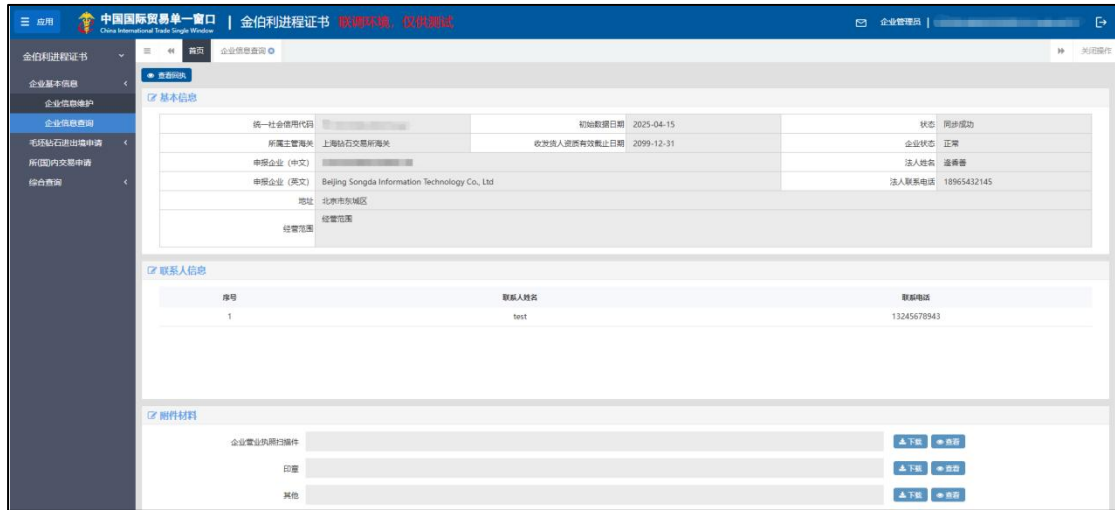 应用 中国国际贸易单一窗口 China International Trade Single Window | 金伯利进程证书 联调环境，仅供测试 企业管理员 |
金伯利进程证书 首页 企业信息查询 关闭操作
企业基本信息
企业信息维护
企业信息查询
毛坯钻石进出境申请
所(国)内交易申请
综合查询
查看回执
基本信息
统一社会信用代码 初始数据日期 2025-04-15 状态 同步成功
所属主管海关 上海钻石交易所海关 收发货人资质有效截止日期 2099-12-31 企业状态 正常
申报企业（中文） 法人姓名
申报企业（英文） Beijing Songda Information Technology Co., Ltd 法人联系电话 18965432145
地址 北京市东城区
经营范围 经营范围
联系人信息
序号 联系人姓名 联系电话
1 test 13245678943
附件材料
企业营业执照扫描件 下载 查看
印章 下载 查看
其他 下载 查看